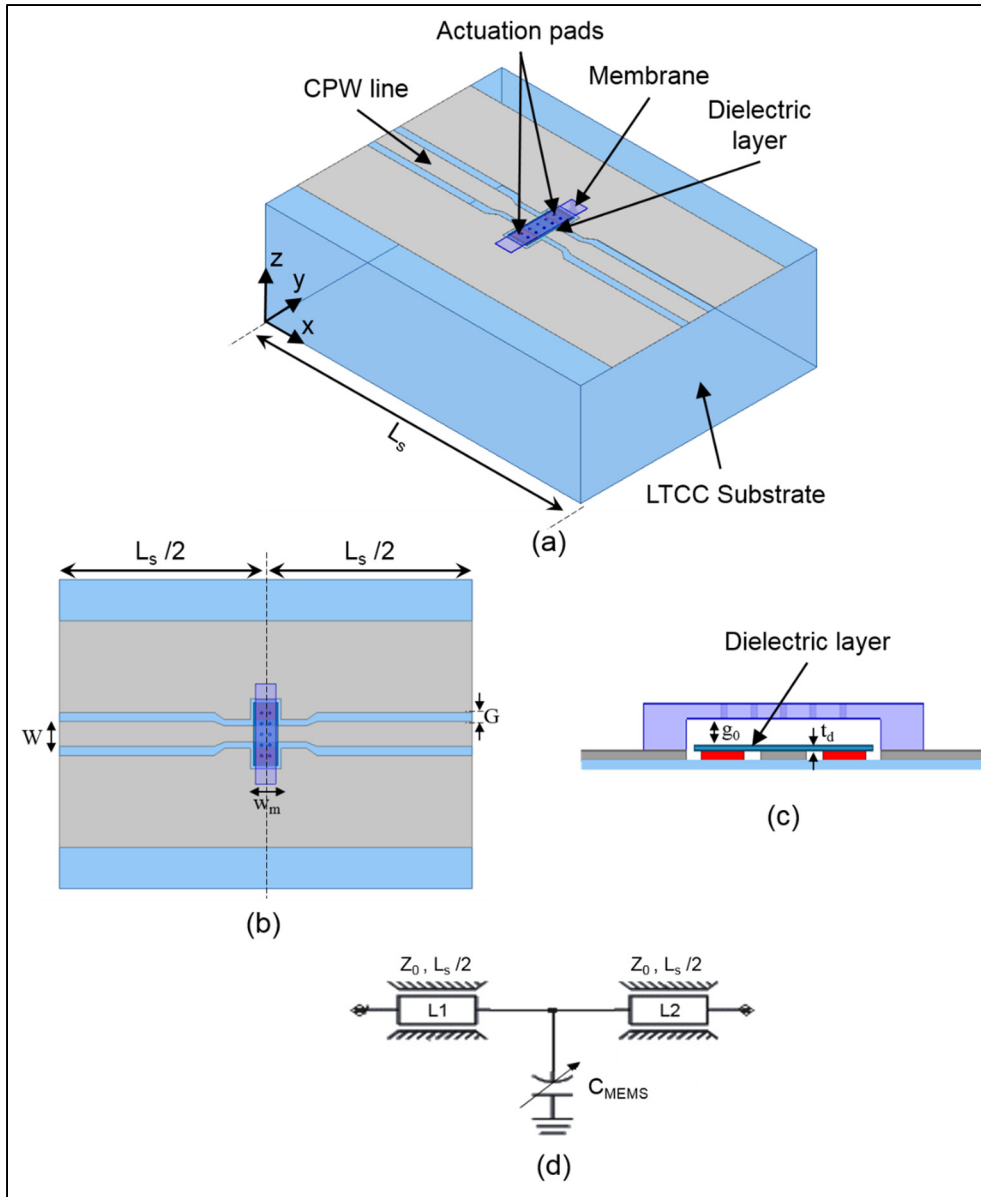 Actuation pads
CPW line
Membrane
Dielectric
layer
z
y
x
Ls
LTCC Substrate
(a)
Ls /2
Ls /2
W
G
wm
(b)
Dielectric layer
g0
td
(c)
Z0 , Ls /2
Z0 , Ls /2
L1
L2
CMEMS
(d)